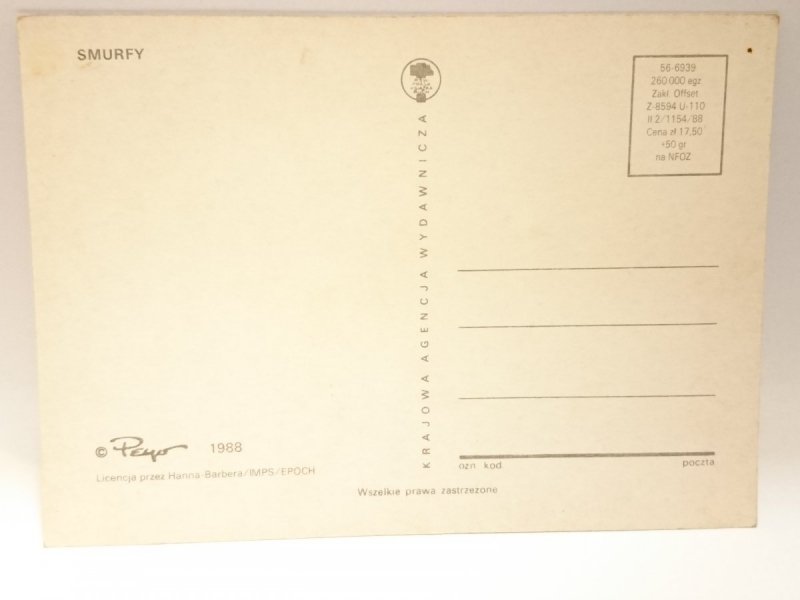 SMURFY
56-6939
260 000 egz
Zakł. Offset
Z-8594 U-110
II 2/1154/88
Cena zł 17,50
+50 gr
na NFOZ
KRAJOWA AGENCJA WYDAWNICZA
© Peyo 1988
Licencja przez Hanna-Barbera/IMPS/EPOCH
ozn kod poczta
Wszelkie prawa zastrzeżone